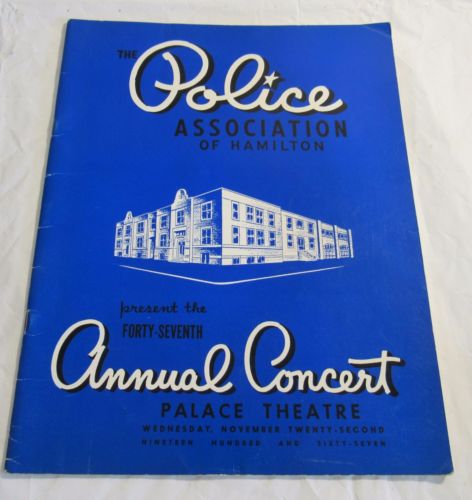 THE
Police
ASSOCIATION
OF HAMILTON
present the
FORTY-SEVENTH
Annual Concert
PALACE THEATRE
WEDNESDAY, NOVEMBER TWENTY-SECOND
NINETEEN HUNDRED AND SIXTY-SEVEN